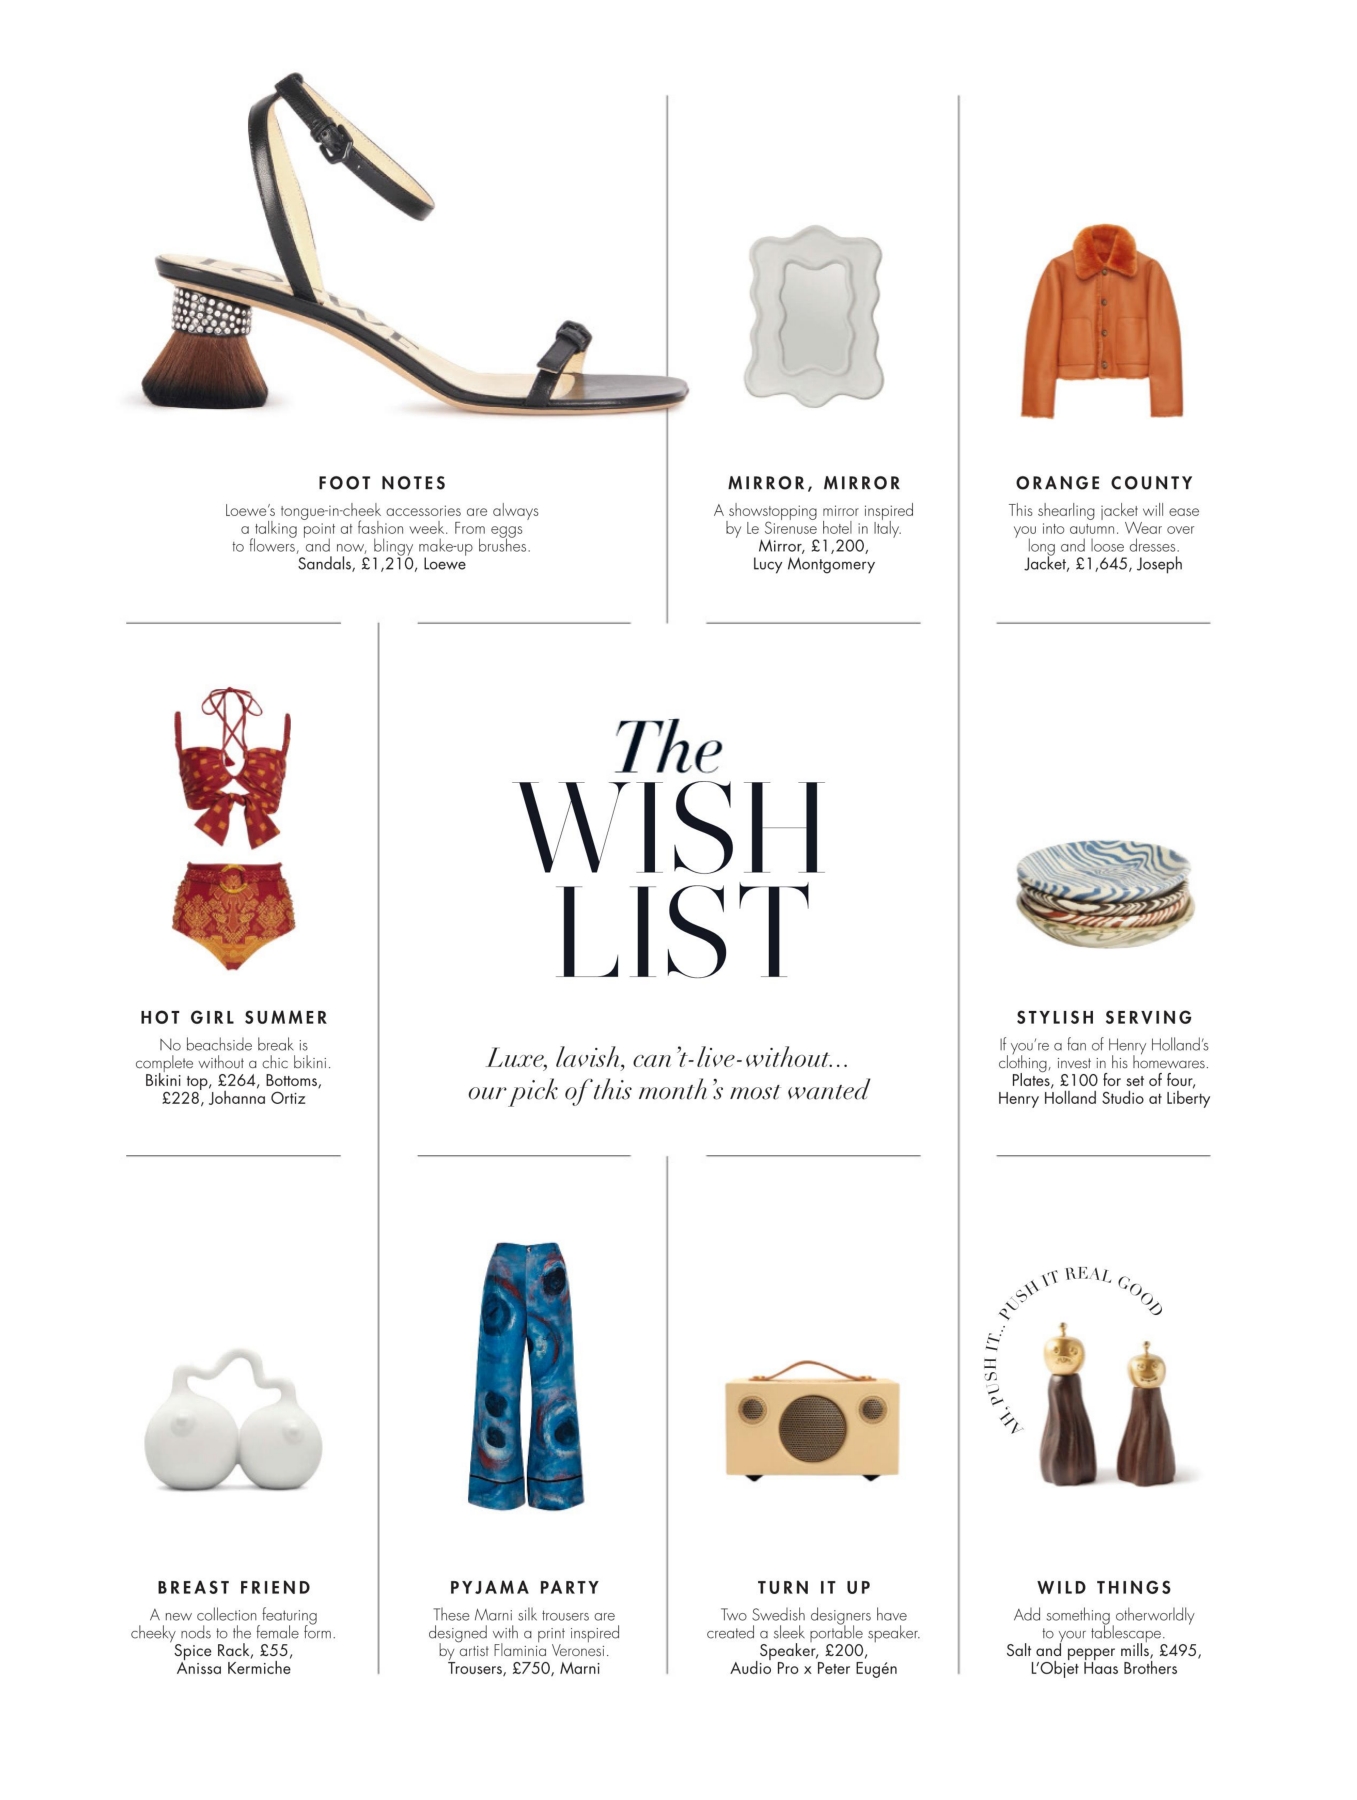 LOEWE
FOOT NOTES
Loewe's tongue-in-cheek accessories are always
a talking point at fashion week. From eggs
to flowers, and now, blingy make-up brushes.
Sandals, £1,210, Loewe
MIRROR, MIRROR
A showstopping mirror inspired
by Le Sirenuse hotel in Italy.
Mirror, £1,200,
Lucy Montgomery
ORANGE COUNTY
This shearling jacket will ease
you into autumn. Wear over
long and loose dresses.
Jacket, £1,645, Joseph
The
WISH
LIST
Luxe, lavish, can't-live-without...
our pick of this month's most wanted
HOT GIRL SUMMER
No beachside break is
complete without a chic bikini.
Bikini top, £264, Bottoms,
£228, Johanna Ortiz
STYLISH SERVING
If you're a fan of Henry Holland's
clothing, invest in his homewares.
Plates, £100 for set of four,
Henry Holland Studio at Liberty
BREAST FRIEND
A new collection featuring
cheeky nods to the female form.
Spice Rack, £55,
Anissa Kermiche
PYJAMA PARTY
These Marni silk trousers are
designed with a print inspired
by artist Flaminia Veronesi.
Trousers, £750, Marni
TURN IT UP
Two Swedish designers have
created a sleek portable speaker.
Speaker, £200,
Audio Pro x Peter Eugén
AH, PUSH IT... PUSH IT REAL GOOD
WILD THINGS
Add something otherworldly
to your tablescape.
Salt and pepper mills, £495,
L'Objet Haas Brothers